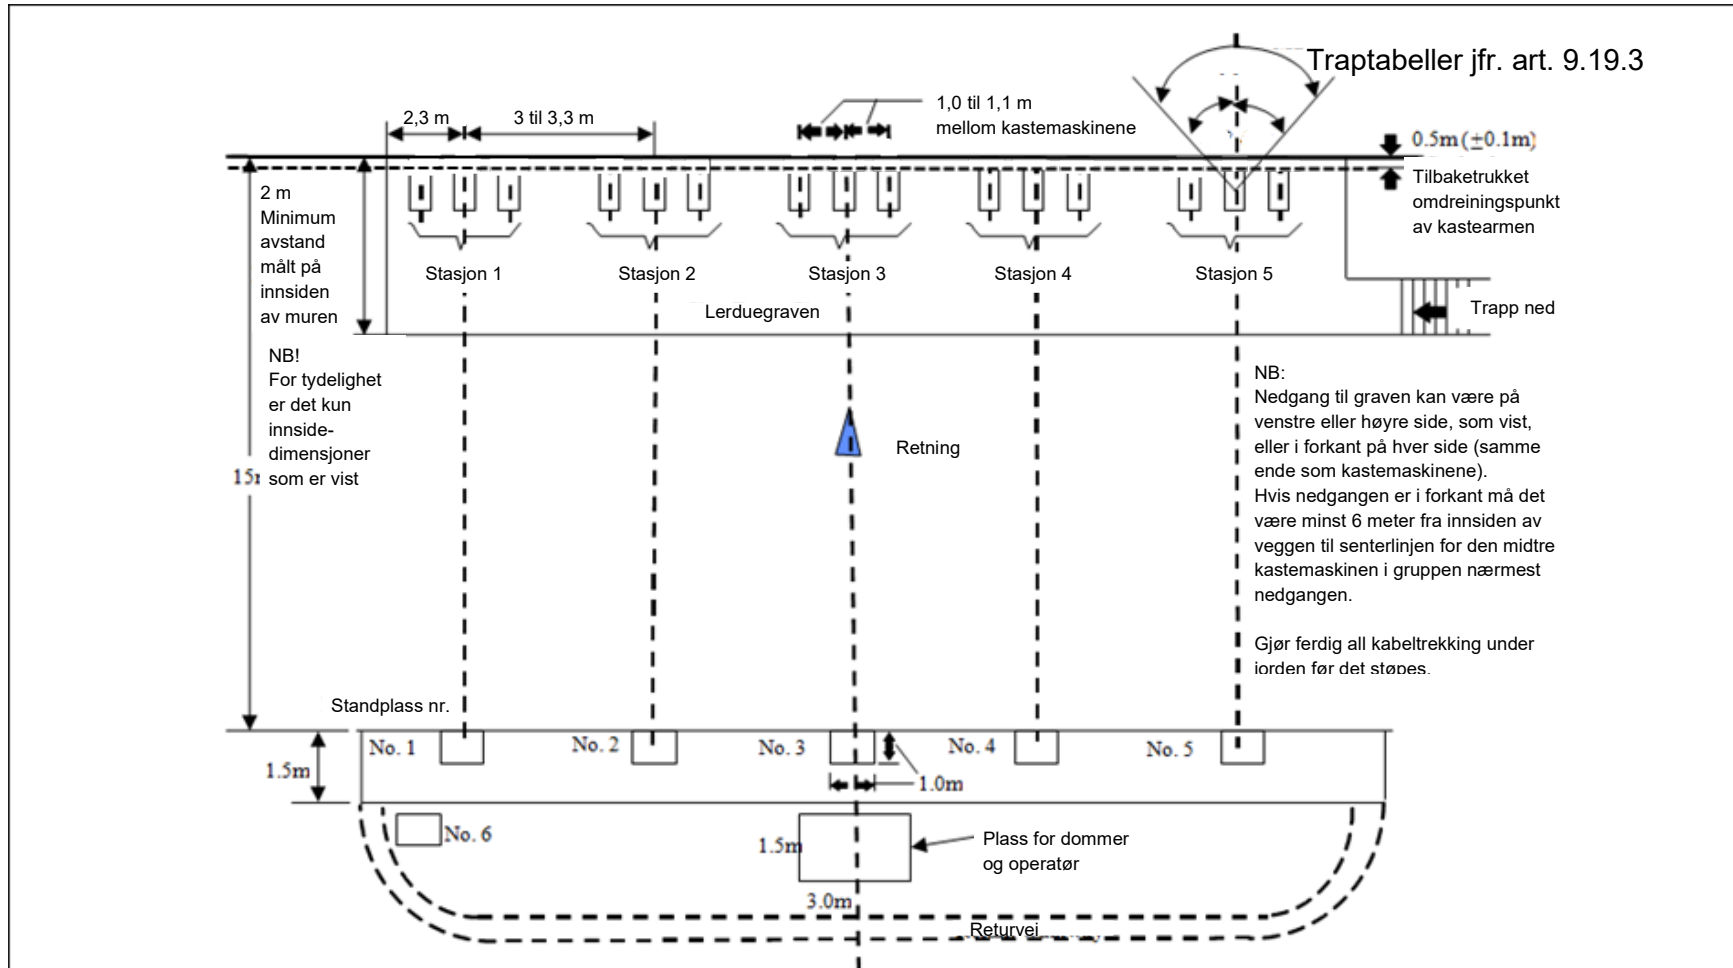 Traptabeller jfr. art. 9.19.3
2,3 m
3 til 3,3 m
1,0 til 1,1 m
mellom kastemaskinene
0.5m (±0.1m)
Tilbaketrukket
omdreiningspunkt
av kastearmen
2 m
Minimum
avstand
målt på
innsiden
av muren
Stasjon 1
Stasjon 2
Stasjon 3
Stasjon 4
Stasjon 5
Lerduegraven
Trapp ned
NB!
For tydelighet
er det kun
innside-
dimensjoner
som er vist
15m
Retning
NB:
Nedgang til graven kan være på
venstre eller høyre side, som vist,
eller i forkant på hver side (samme
ende som kastemaskinene).
Hvis nedgangen er i forkant må det
være minst 6 meter fra innsiden av
veggen til senterlinjen for den midtre
kastemaskinen i gruppen nærmest
nedgangen.
Gjør ferdig all kabeltrekking under
jorden før det støpes.
Standplass nr.
No. 1
No. 2
No. 3
No. 4
No. 5
1.5m
1.0m
No. 6
1.5m
3.0m
Plass for dommer
og operatør
Returvei